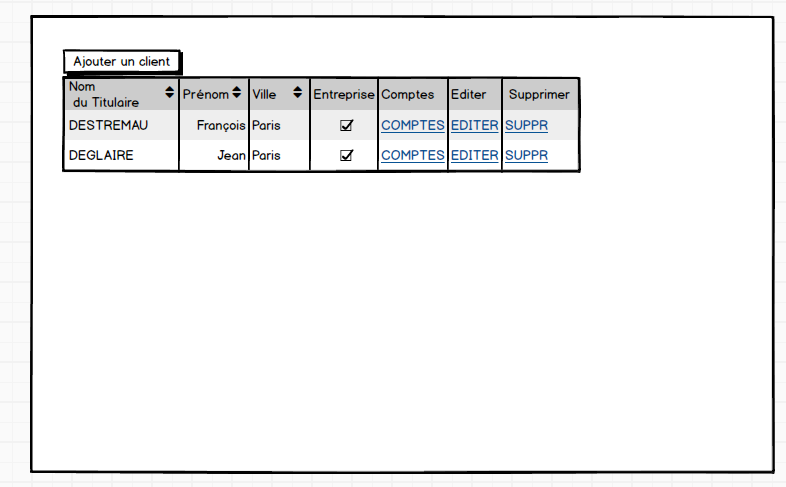 Ajouter un client
Nom
du Titulaire
Prénom
Ville
Entreprise
Comptes
Editer
Supprimer
DESTREMAU François Paris COMPTES EDITER SUPPR
DEGLAIRE Jean Paris COMPTES EDITER SUPPR